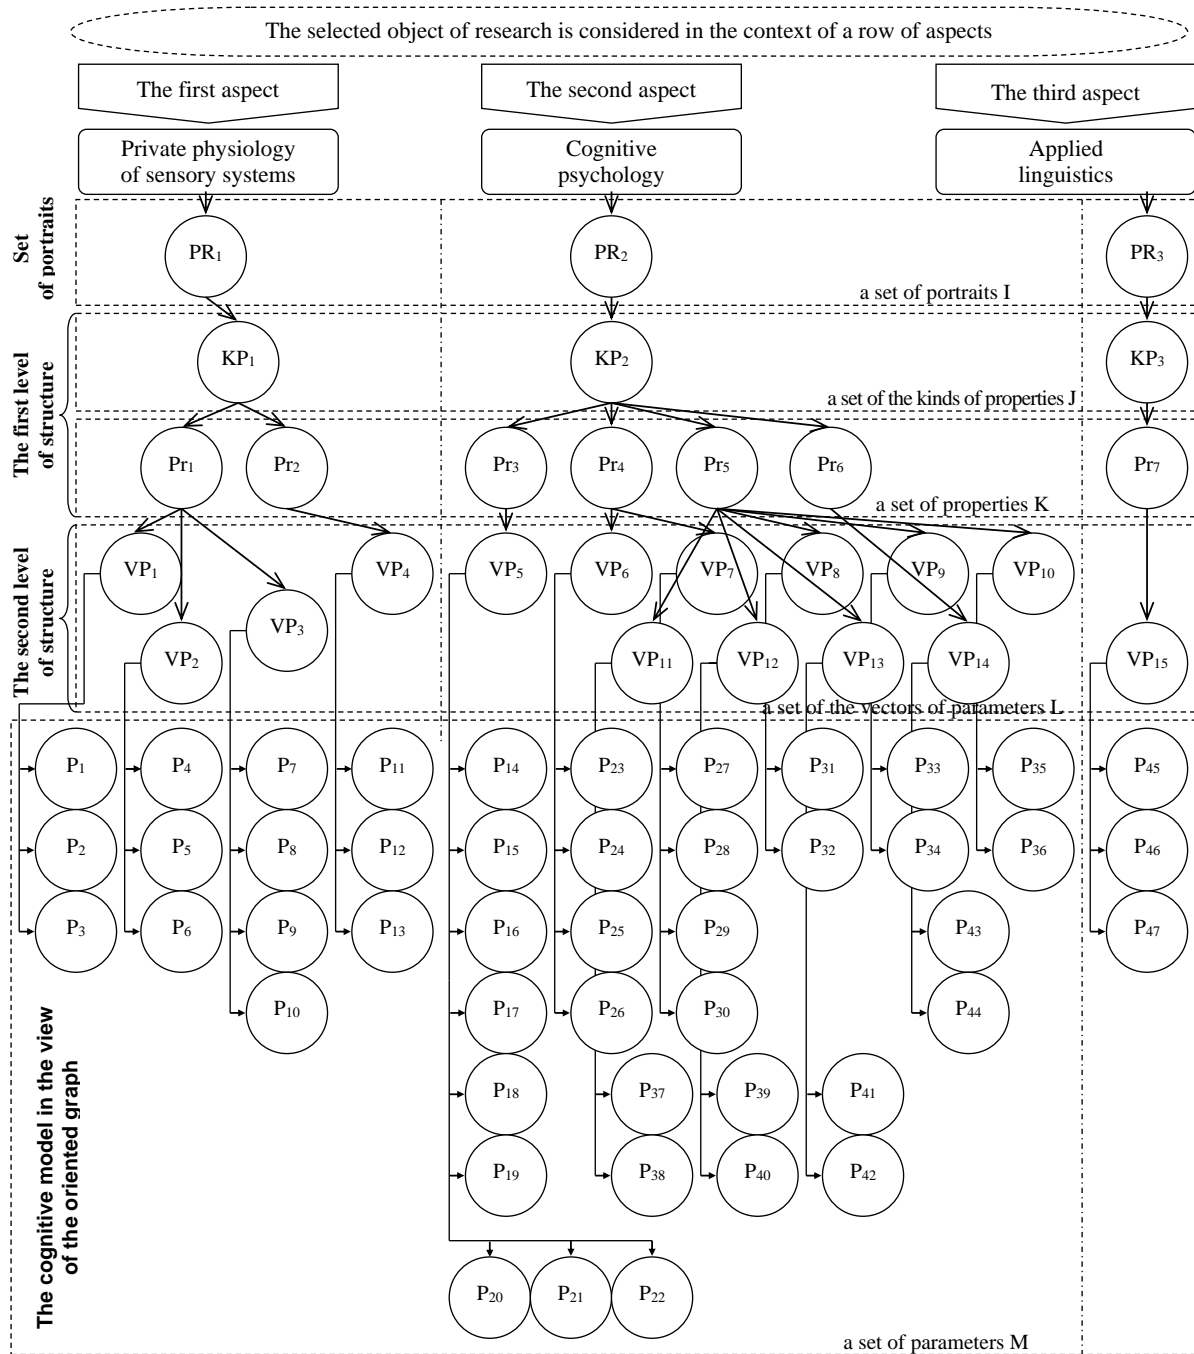 The selected object of research is considered in the context of a row of aspects
The first aspect
The second aspect
The third aspect
Private physiology
of sensory systems
Cognitive
psychology
Applied
linguistics
Set
of portraits
PR1
PR2
PR3
a set of portraits I
The first level
of structure
KP1
KP2
KP3
a set of the kinds of properties J
Pr1
Pr2
Pr3
Pr4
Pr5
Pr6
Pr7
a set of properties K
The second level
of structure
VP1
VP4
VP5
VP6
VP7
VP8
VP9
VP10
VP3
VP2
VP11
VP12
VP13
VP14
VP15
a set of the vectors of parameters L
P1
P4
P7
P11
P14
P23
P27
P31
P33
P35
P45
P2
P5
P8
P12
P15
P24
P28
P32
P34
P36
P46
P3
P6
P9
P13
P16
P25
P29
P43
P47
P10
P17
P26
P30
P44
P18
P37
P39
P41
P19
P38
P40
P42
P20
P21
P22
The cognitive model in the view
of the oriented graph
a set of parameters M